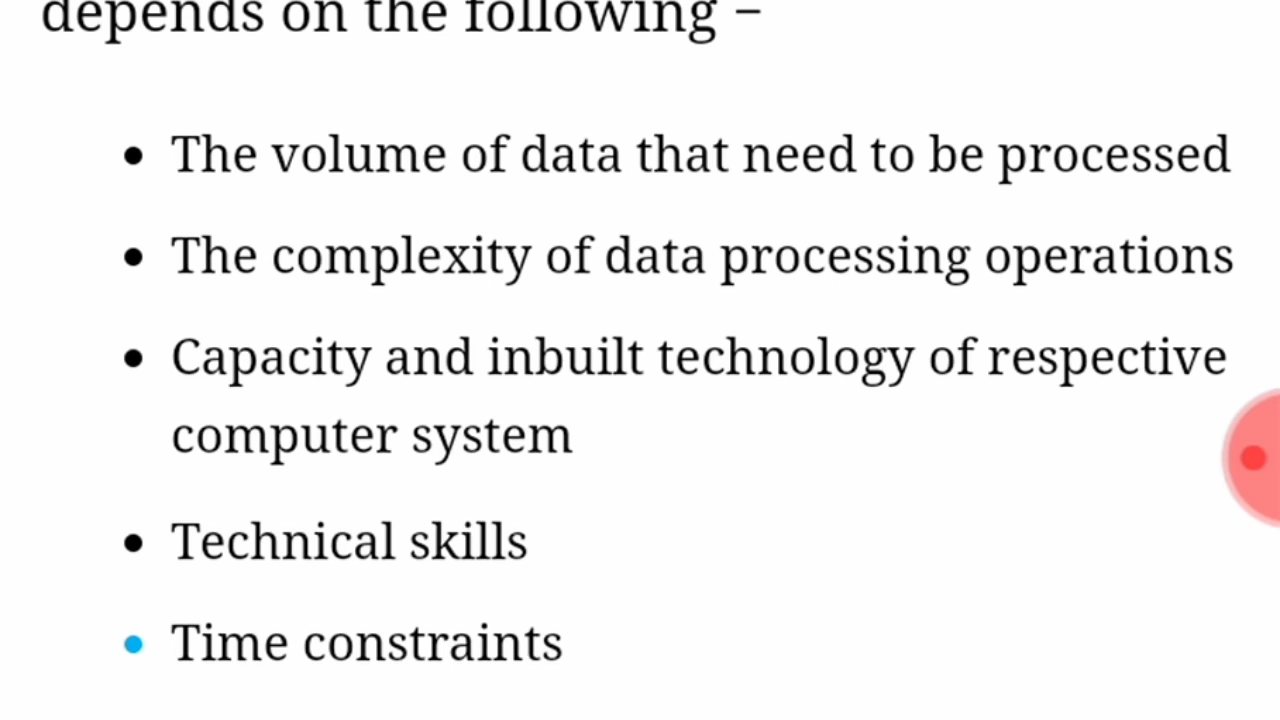 depends on the following –
• The volume of data that need to be processed
• The complexity of data processing operations
• Capacity and inbuilt technology of respective
computer system
• Technical skills
• Time constraints